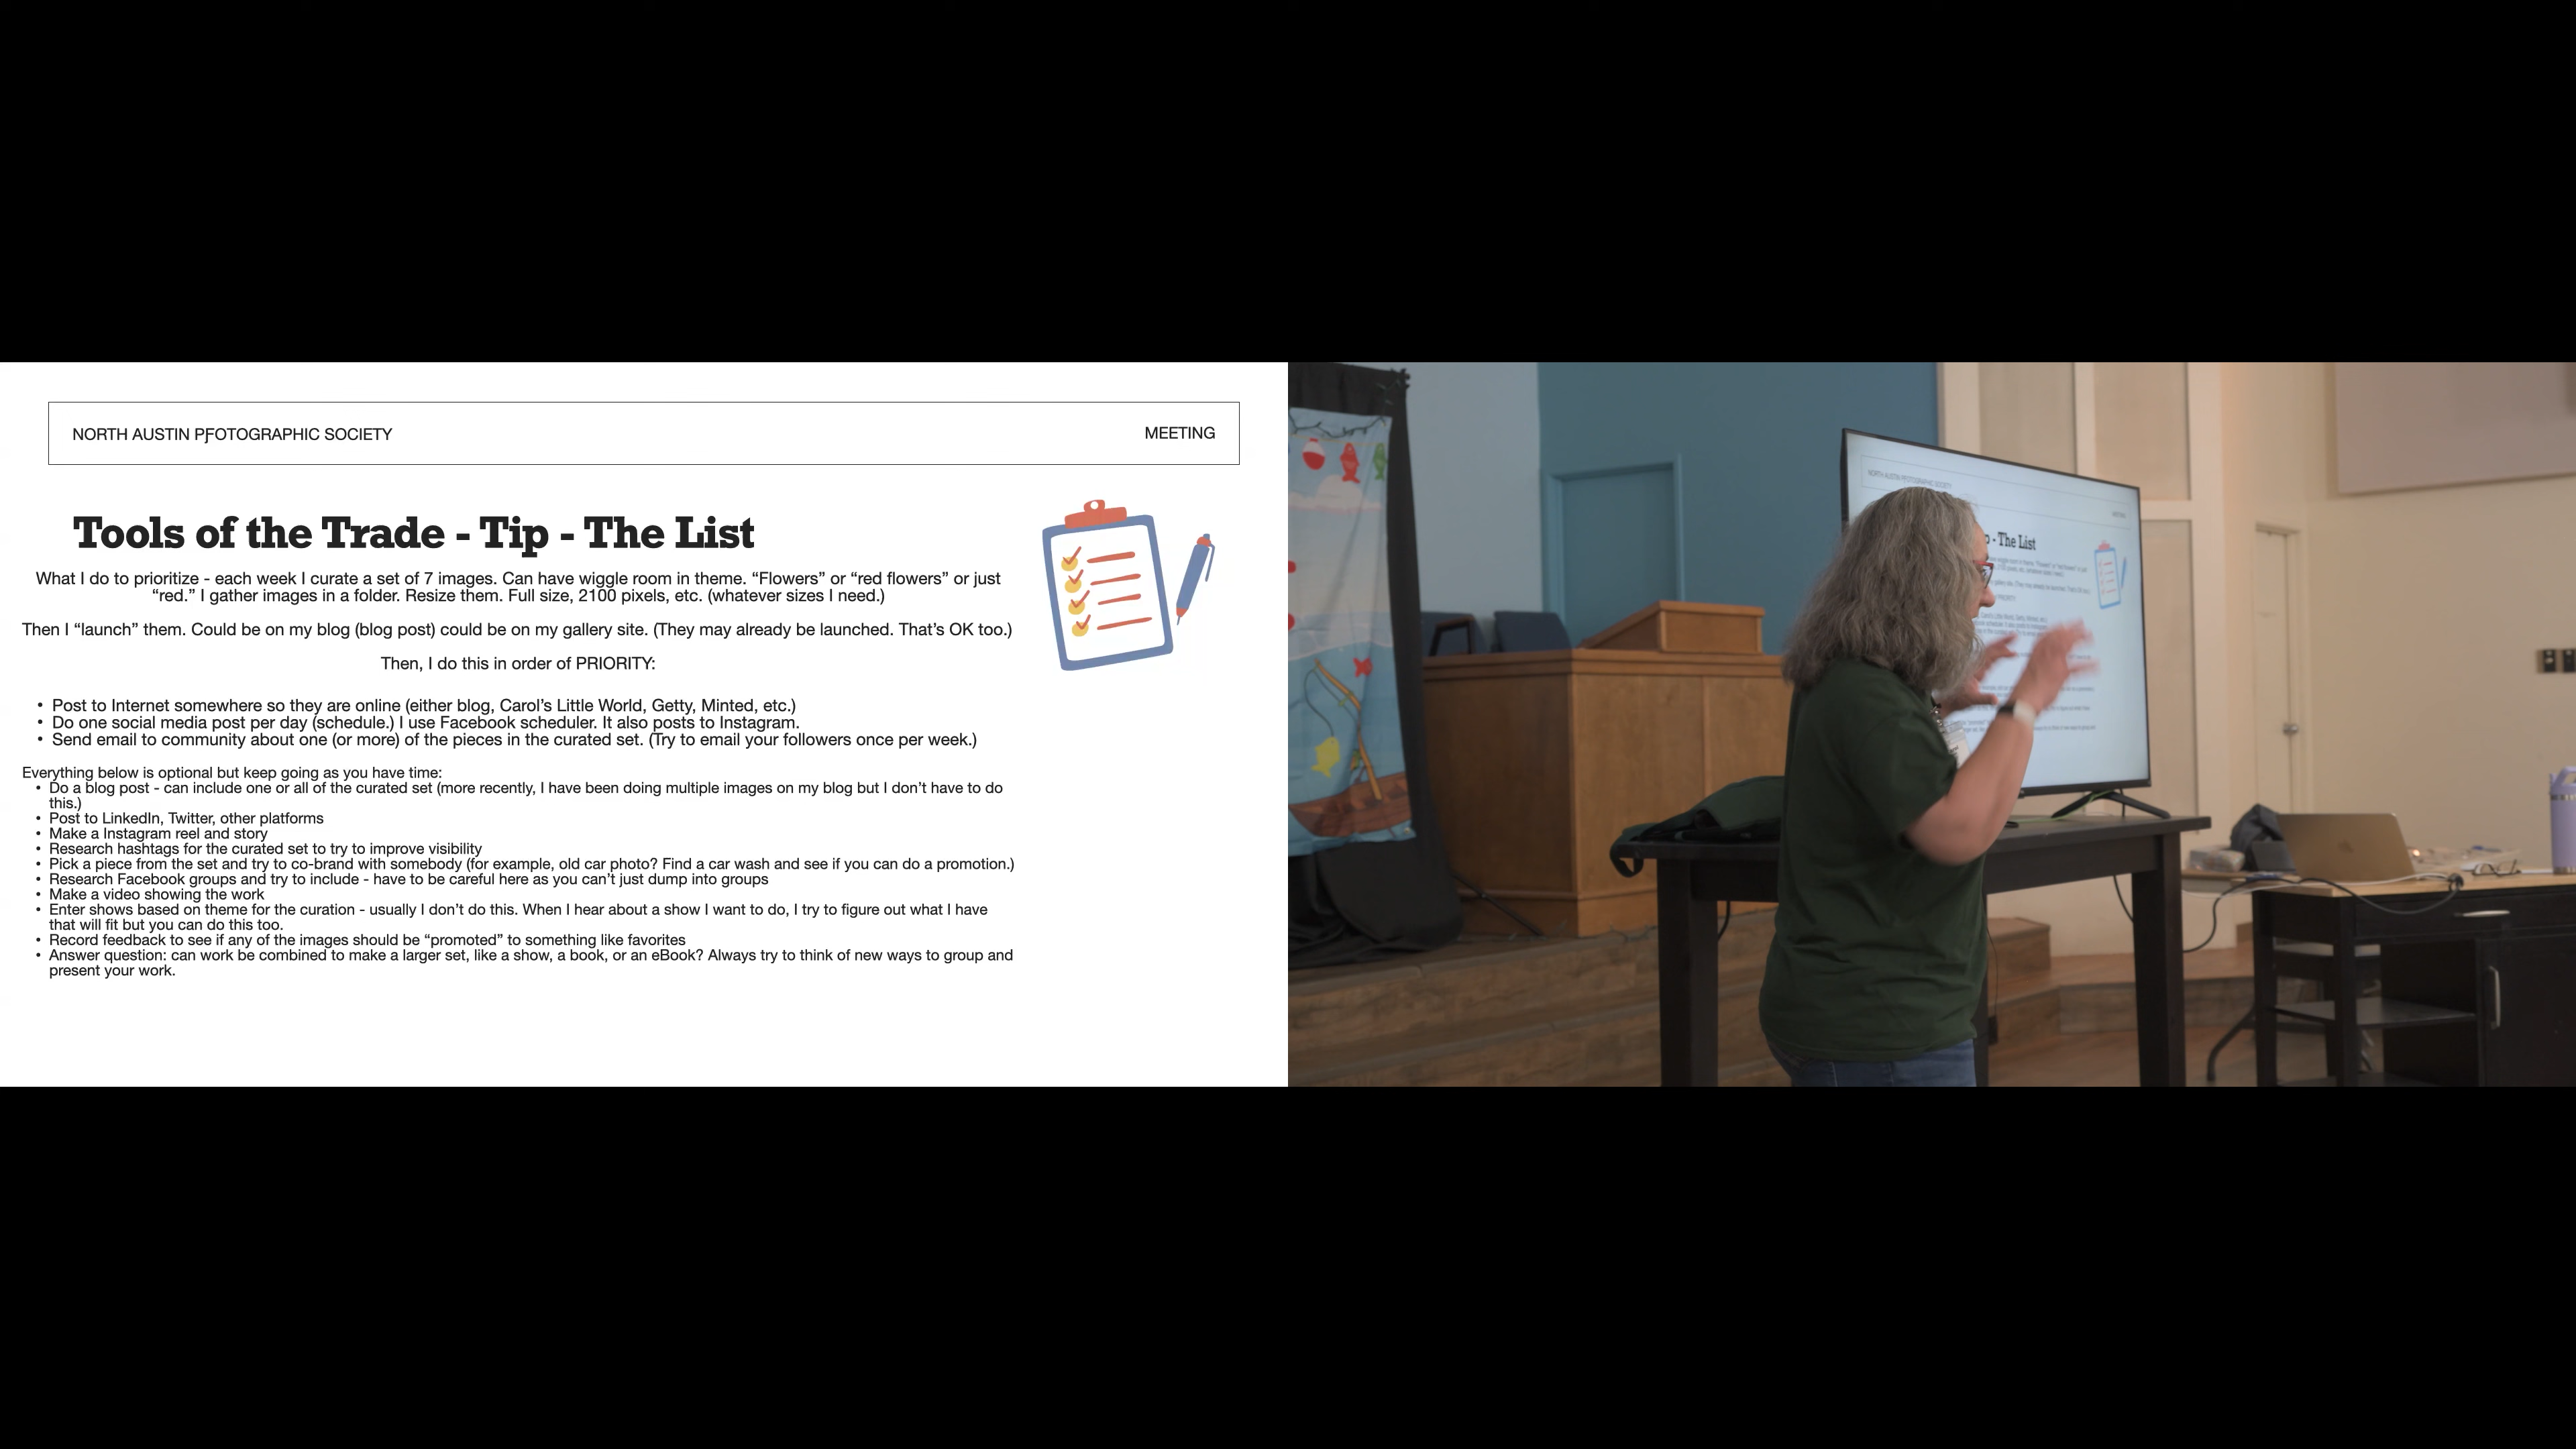 NORTH AUSTIN PFOTOGRAPHIC SOCIETY
MEETING
Tools of the Trade - Tip - The List
What I do to prioritize - each week I curate a set of 7 images. Can have wiggle room in theme. “Flowers” or “red flowers” or just
“red.” I gather images in a folder. Resize them. Full size, 2100 pixels, etc. (whatever sizes I need.)
Then I “launch” them. Could be on my blog (blog post) could be on my gallery site. (They may already be launched. That’s OK too.)
Then, I do this in order of PRIORITY:
• Post to Internet somewhere so they are online (either blog, Carol’s Little World, Getty, Minted, etc.)
• Do one social media post per day (schedule.) I use Facebook scheduler. It also posts to Instagram.
• Send email to community about one (or more) of the pieces in the curated set. (Try to email your followers once per week.)
Everything below is optional but keep going as you have time:
• Do a blog post - can include one or all of the curated set (more recently, I have been doing multiple images on my blog but I don’t have to do
this.)
• Post to LinkedIn, Twitter, other platforms
• Make a Instagram reel and story
• Research hashtags for the curated set to try to improve visibility
• Pick a piece from the set and try to co-brand with somebody (for example, old car photo? Find a car wash and see if you can do a promotion.)
• Research Facebook groups and try to include - have to be careful here as you can’t just dump into groups
• Make a video showing the work
• Enter shows based on theme for the curation - usually I don’t do this. When I hear about a show I want to do, I try to figure out what I have
that will fit but you can do this too.
• Record feedback to see if any of the images should be “promoted” to something like favorites
• Answer question: can work be combined to make a larger set, like a show, a book, or an eBook? Always try to think of new ways to group and
present your work.
- The List